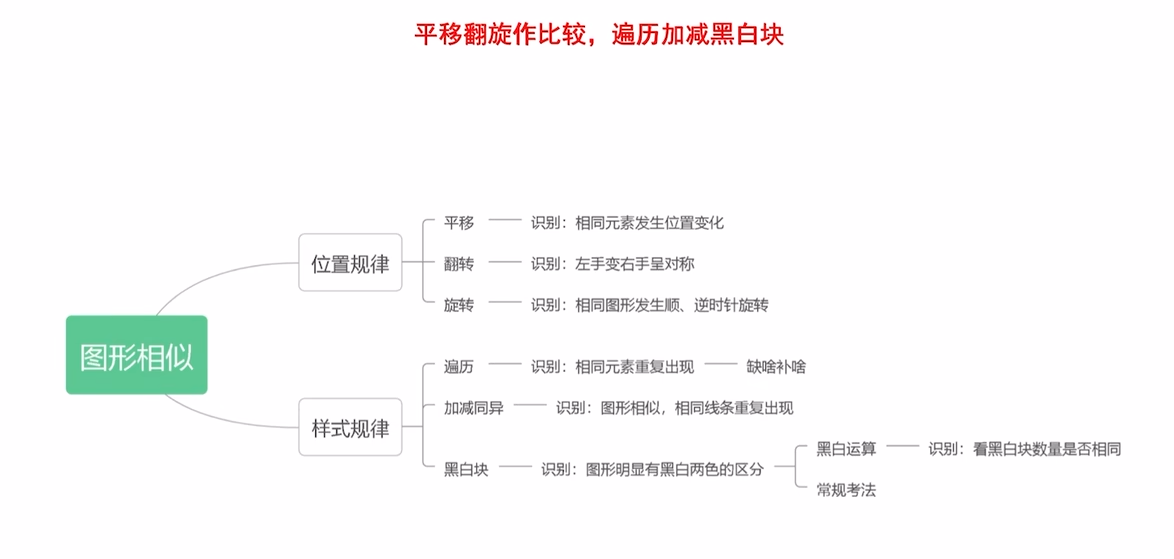 平移翻旋作比较，遍历加减黑白块
图形相似
位置规律
平移
识别：相同元素发生位置变化
翻转
识别：左手变右手呈对称
旋转
识别：相同图形发生顺、逆时针旋转
样式规律
遍历
识别：相同元素重复出现
缺啥补啥
加减同异
识别：图形相似，相同线条重复出现
黑白块
识别：图形明显有黑白两色的区分
黑白运算
识别：看黑白块数量是否相同
常规考法